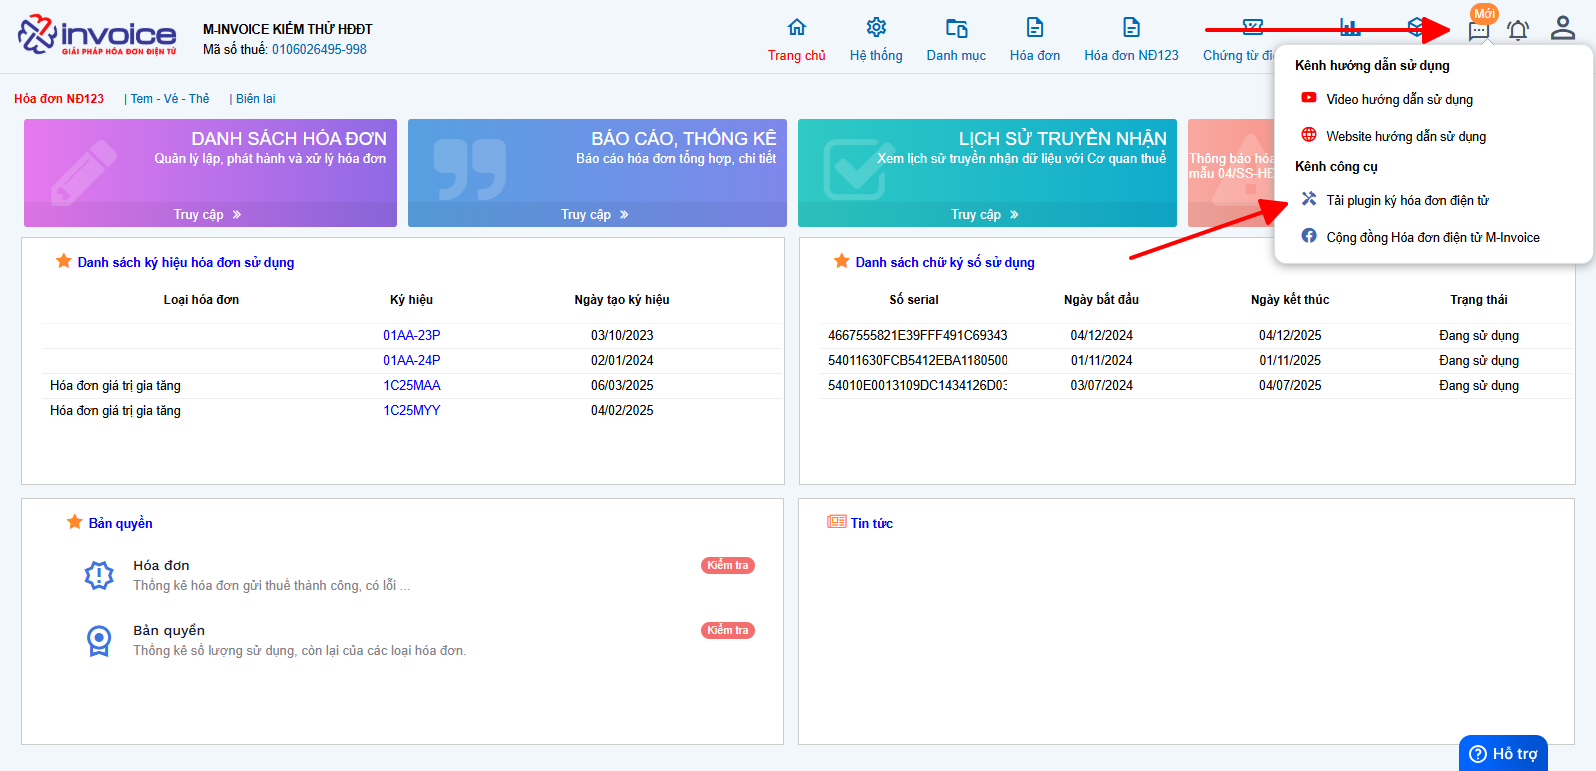 invoice
GIẢI PHÁP HÓA ĐƠN ĐIỆN TỬ
M-INVOICE KIỂM THỬ HĐĐT
Mã số thuế: 0106026495-998
Trang chủ
Hệ thống
Danh mục
Hóa đơn
Hóa đơn NĐ123
Chứng từ
Mới
Kênh hướng dẫn sử dụng
Video hướng dẫn sử dụng
Website hướng dẫn sử dụng
Kênh công cụ
Tải plugin ký hóa đơn điện tử
Cộng đồng Hóa đơn điện tử M-Invoice
Hóa đơn NĐ123 | Tem - Vé - Thẻ | Biên lai
DANH SÁCH HÓA ĐƠN
Quản lý lập, phát hành và xử lý hóa đơn
Truy cập »
BÁO CÁO, THỐNG KÊ
Báo cáo hóa đơn tổng hợp, chi tiết
Truy cập »
LỊCH SỬ TRUYỀN NHẬN
Xem lịch sử truyền nhận dữ liệu với Cơ quan thuế
Truy cập »
Thông báo hóa
mẫu 04/SS-HĐ
Danh sách ký hiệu hóa đơn sử dụng
Loại hóa đơn Ký hiệu Ngày tạo ký hiệu
01AA-23P 03/10/2023
01AA-24P 02/01/2024
Hóa đơn giá trị gia tăng 1C25MAA 06/03/2025
Hóa đơn giá trị gia tăng 1C25MYY 04/02/2025
Danh sách chữ ký số sử dụng
Số serial Ngày bắt đầu Ngày kết thúc Trạng thái
4667555821E39FFF491C69343 04/12/2024 04/12/2025 Đang sử dụng
54011630FCB5412EBA1180500 01/11/2024 01/11/2025 Đang sử dụng
54010E0013109DC1434126D03 03/07/2024 04/07/2025 Đang sử dụng
Bản quyền
Hóa đơn
Thống kê hóa đơn gửi thuế thành công, có lỗi ...
Kiểm tra
Bản quyền
Thống kê số lượng sử dụng, còn lại của các loại hóa đơn.
Kiểm tra
Tin tức
Hỗ trợ